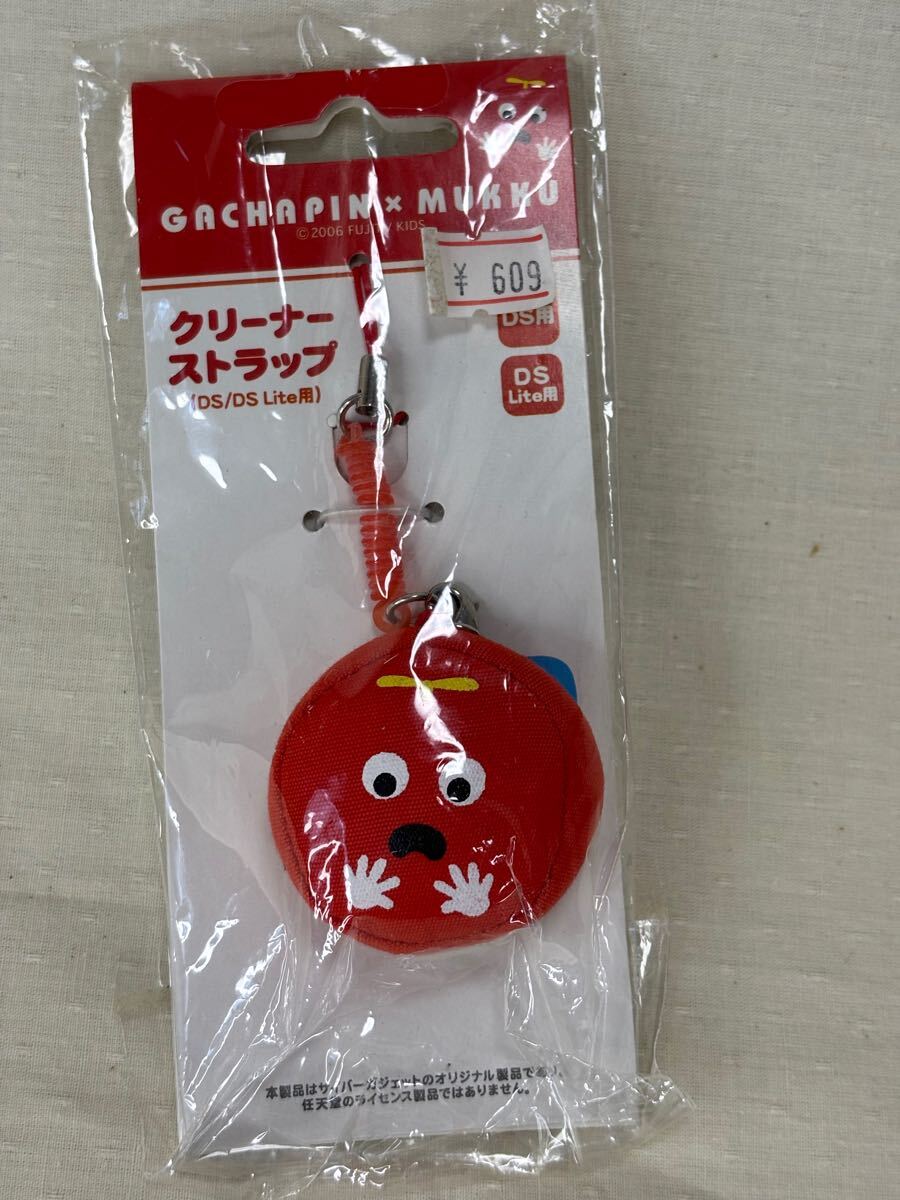 GACHAPIN × MUKKU
©2006 FUJITV KIDS
¥ 609
クリーナー
ストラップ
(DS/DS Lite用)
DS用
DS
Lite用
本製品はサイバーガジェットのオリジナル製品であり、
任天堂のライセンス製品ではありません。